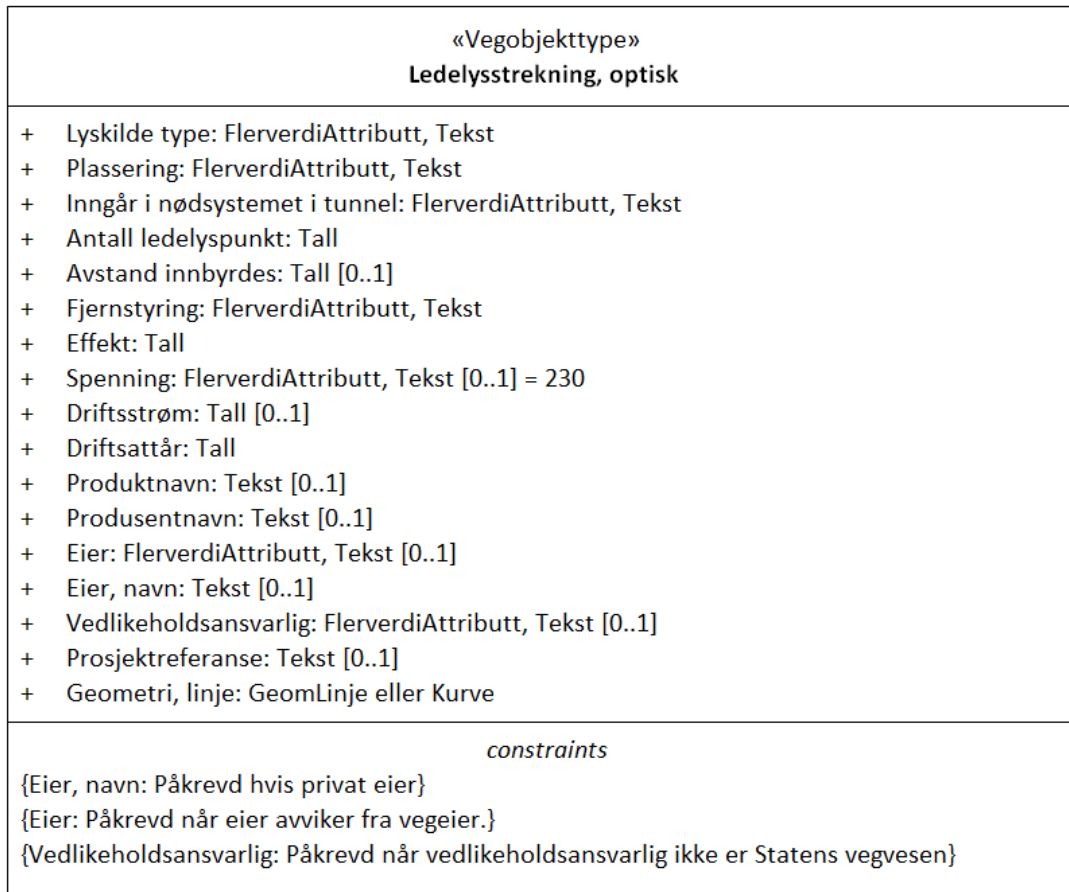 «Vegobjekttype»
Ledelysstrekning, optisk
+ Lyskilde type: FlerverdiAttributt, Tekst
+ Plassering: FlerverdiAttributt, Tekst
+ Inngår i nødsystemet i tunnel: FlerverdiAttributt, Tekst
+ Antall ledelyspunkt: Tall
+ Avstand innbyrdes: Tall [0..1]
+ Fjernstyring: FlerverdiAttributt, Tekst
+ Effekt: Tall
+ Spenning: FlerverdiAttributt, Tekst [0..1] = 230
+ Driftsstrøm: Tall [0..1]
+ Driftsattår: Tall
+ Produktnavn: Tekst [0..1]
+ Produsentnavn: Tekst [0..1]
+ Eier: FlerverdiAttributt, Tekst [0..1]
+ Eier, navn: Tekst [0..1]
+ Vedlikeholdsansvarlig: FlerverdiAttributt, Tekst [0..1]
+ Prosjektreferanse: Tekst [0..1]
+ Geometri, linje: GeomLinje eller Kurve
constraints
{Eier, navn: Påkrevd hvis privat eier}
{Eier: Påkrevd når eier avviker fra vegeier.}
{Vedlikeholdsansvarlig: Påkrevd når vedlikeholdsansvarlig ikke er Statens vegvesen}